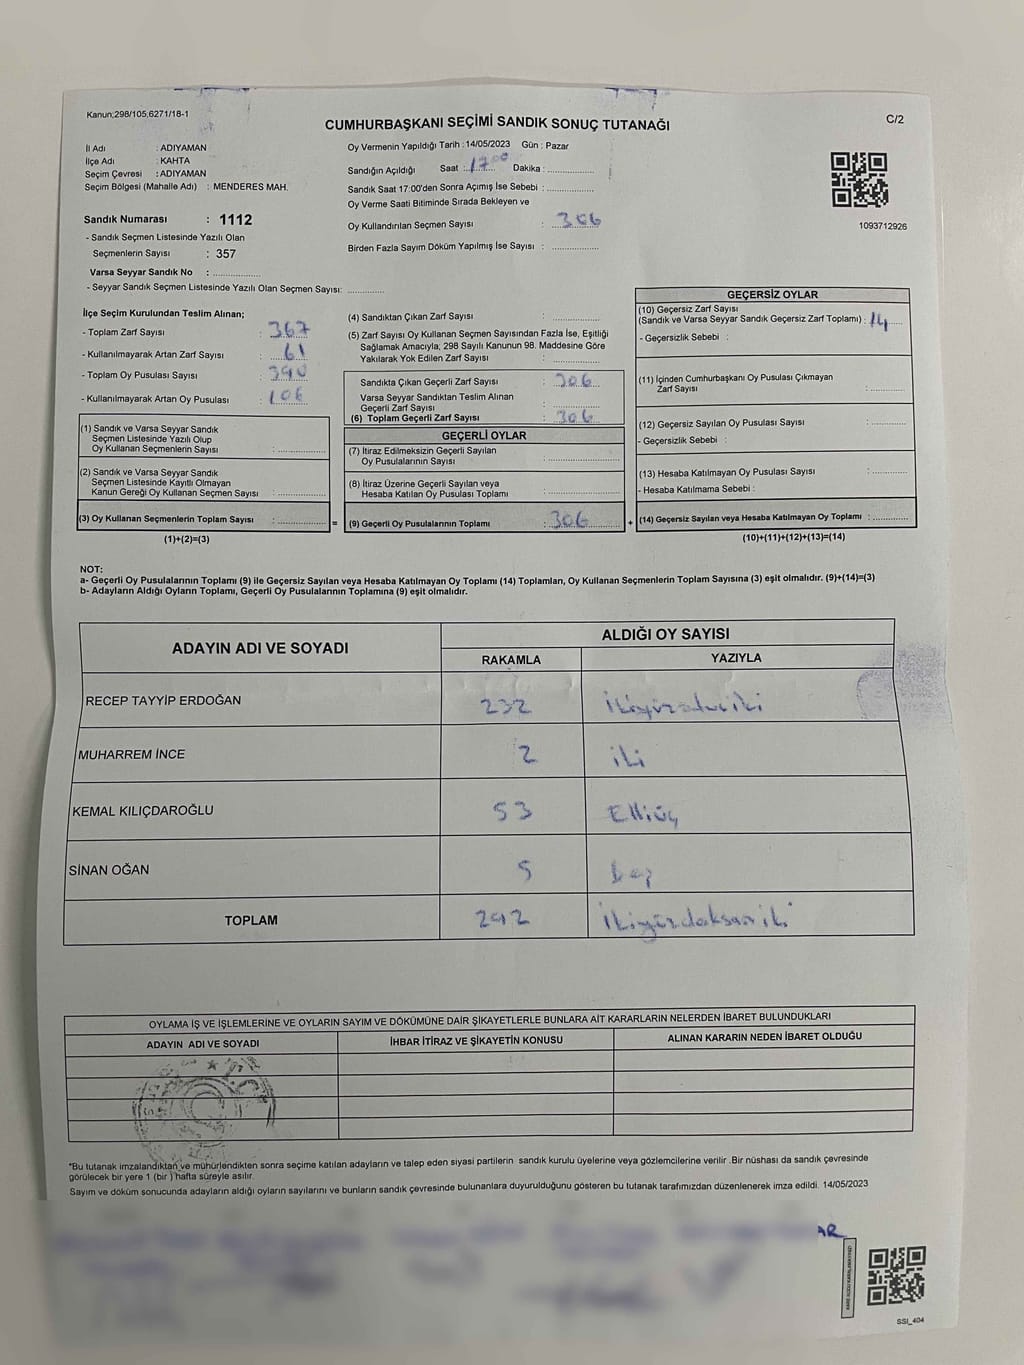 Kanun;298/105,6271/18-1
CUMHURBAŞKANI SEÇİMİ SANDIK SONUÇ TUTANAĞI
C/2
İl Adı : ADIYAMAN
İlçe Adı : KAHTA
Seçim Çevresi : ADIYAMAN
Seçim Bölgesi (Mahalle Adı) : MENDERES MAH.
Sandık Numarası : 1112
- Sandık Seçmen Listesinde Yazılı Olan
Seçmenlerin Sayısı : 357
Varsa Seyyar Sandık No : ..............
- Seyyar Sandık Seçmen Listesinde Yazılı Olan Seçmen Sayısı: ............
Oy Vermenin Yapıldığı Tarih : 14/05/2023 Gün : Pazar
Sandığın Açıldığı Saat : 17 00 Dakika : ..............
Sandık Saat 17:00'den Sonra Açımış İse Sebebi : ..............
Oy Verme Saati Bitiminde Sırada Bekleyen ve
Oy Kullandırılan Seçmen Sayısı : 306
Birden Fazla Sayım Döküm Yapılmış İse Sayısı : ..............
1093712926
İlçe Seçim Kurulundan Teslim Alınan;
- Toplam Zarf Sayısı : 367
- Kullanılmayarak Artan Zarf Sayısı : 61
- Toplam Oy Pusulası Sayısı : 390
- Kullanılmayarak Artan Oy Pusulası : 106
(1) Sandık ve Varsa Seyyar Sandık
Seçmen Listesinde Yazılı Olup
Oy Kullanan Seçmenlerin Sayısı : ..............
(2) Sandık ve Varsa Seyyar Sandık
Seçmen Listesinde Kayıtlı Olmayan
Kanun Gereği Oy Kullanan Seçmen Sayısı : ..............
(3) Oy Kullanan Seçmenlerin Toplam Sayısı : ..............
(1)+(2)=(3)
=
(4) Sandıktan Çıkan Zarf Sayısı : ..............
(5) Zarf Sayısı Oy Kullanan Seçmen Sayısından Fazla İse, Eşitliği
Sağlamak Amacıyla; 298 Sayılı Kanunun 98. Maddesine Göre
Yakılarak Yok Edilen Zarf Sayısı : ..............
Sandıkta Çıkan Geçerli Zarf Sayısı : 306
Varsa Seyyar Sandıktan Teslim Alınan
Geçerli Zarf Sayısı : ..............
(6) Toplam Geçerli Zarf Sayısı : 306
GEÇERLİ OYLAR
(7) İtiraz Edilmeksizin Geçerli Sayılan
Oy Pusulalarının Sayısı : ..............
(8) İtiraz Üzerine Geçerli Sayılan veya
Hesaba Katılan Oy Pusulası Toplamı : ..............
(9) Geçerli Oy Pusulalarının Toplamı : 306
+
GEÇERSİZ OYLAR
(10) Geçersiz Zarf Sayısı
(Sandık ve Varsa Seyyar Sandık Geçersiz Zarf Toplamı) : 14
- Geçersizlik Sebebi :
(11) İçinden Cumhurbaşkanı Oy Pusulası Çıkmayan
Zarf Sayısı : ..............
(12) Geçersiz Sayılan Oy Pusulası Sayısı : ..............
- Geçersizlik Sebebi :
(13) Hesaba Katılmayan Oy Pusulası Sayısı : ..............
- Hesaba Katılmama Sebebi :
(14) Geçersiz Sayılan veya Hesaba Katılmayan Oy Toplamı : ..............
(10)+(11)+(12)+(13)=(14)
NOT:
a- Geçerli Oy Pusulalarının Toplamı (9) ile Geçersiz Sayılan veya Hesaba Katılmayan Oy Toplamı (14) Toplamları, Oy Kullanan Seçmenlerin Toplam Sayısına (3) eşit olmalıdır. (9)+(14)=(3)
b- Adayların Aldığı Oyların Toplamı, Geçerli Oy Pusulalarının Toplamına (9) eşit olmalıdır.
ADAYIN ADI VE SOYADI
ALDIĞI OY SAYISI
RAKAMLA YAZIYLA
RECEP TAYYİP ERDOĞAN 232 ikiyüzotuziki
MUHARREM İNCE 2 iki
KEMAL KILIÇDAROĞLU 53 Elliüç
SİNAN OĞAN 5 beş
TOPLAM 292 ikiyüzdoksaniki
OYLAMA İŞ VE İŞLEMLERİNE VE OYLARIN SAYIM VE DÖKÜMÜNE DAİR ŞİKAYETLERLE BUNLARA AİT KARARLARIN NELERDEN İBARET BULUNDUKLARI
ADAYIN ADI VE SOYADI İHBAR İTİRAZ VE ŞİKAYETİN KONUSU ALINAN KARARIN NEDEN İBARET OLDUĞU
*Bu tutanak imzalandıktan ve mühürlendikten sonra seçime katılan adayların ve talep eden siyasi partilerin sandık kurulu üyelerine veya gözlemcilerine verilir .Bir nüshası da sandık çevresinde
görülecek bir yere 1 (bir ) hafta süreyle asılır.
Sayım ve döküm sonucunda adayların aldığı oyların sayılarını ve bunların sandık çevresinde bulunanlara duyurulduğunu gösteren bu tutanak tarafımızdan düzenlenerek imza edildi. 14/05/2023
AR
SSI_404